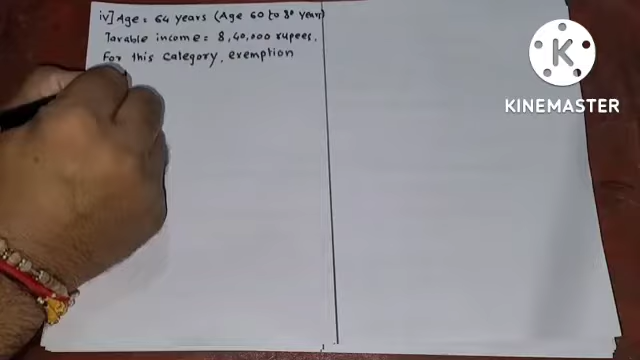 iv] Age = 64 years (Age 60 to 80 years)
Taxable income = 8,40,000 rupees.
For this category, exemption
KINEMASTER